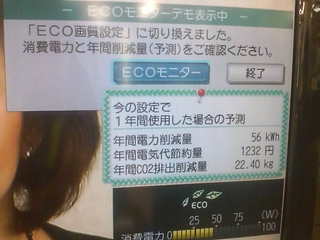 ― ECOモニターデモ表示中 ―
「ECO画質設定」に切り換えました。
消費電力と年間削減量(予測)をご確認ください。
ECOモニター 終了
今の設定で
1年間使用した場合の予測
年間電力削減量 56 kWh
年間電気代節約量 1232 円
年間CO2排出削減量 22.40 kg
ECO
25 50 75 (W)
消費電力 0 100